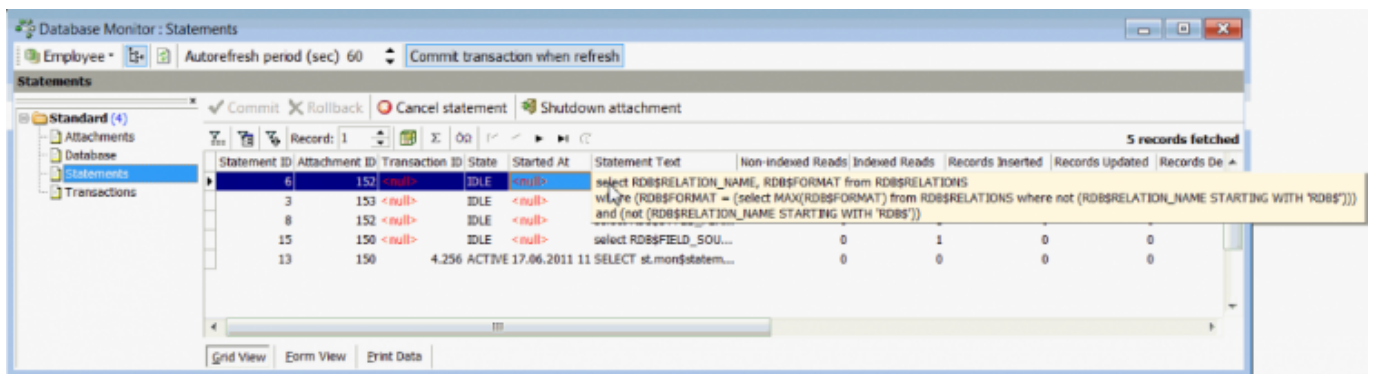 Database Monitor : Statements
Employee Autorefresh period (sec) 60 Commit transaction when refresh
Statements
Commit Rollback Cancel statement Shutdown attachment
Standard (4)
Attachments
Database
Statements
Transactions
Record: 1 Σ 5 records fetched
Statement ID Attachment ID Transaction ID State Started At Statement Text Non-indexed Reads Indexed Reads Records Inserted Records Updated Records De
6 152 <null> IDLE <null>
select RDB$RELATION_NAME, RDB$FORMAT from RDB$RELATIONS
where (RDB$FORMAT = (select MAX(RDB$FORMAT) from RDB$RELATIONS where not (RDB$RELATION_NAME STARTING WITH 'RDB$')))
and (not (RDB$RELATION_NAME STARTING WITH 'RDB$'))
3 153 <null> IDLE <null>
8 152 <null> IDLE <null>
15 150 <null> IDLE <null> select RDB$FIELD_SOU... 0 1 0 0
13 150 4.256 ACTIVE 17.06.2011 11 SELECT st.mon$statem... 0 0 0 0
Grid View Form View Print Data